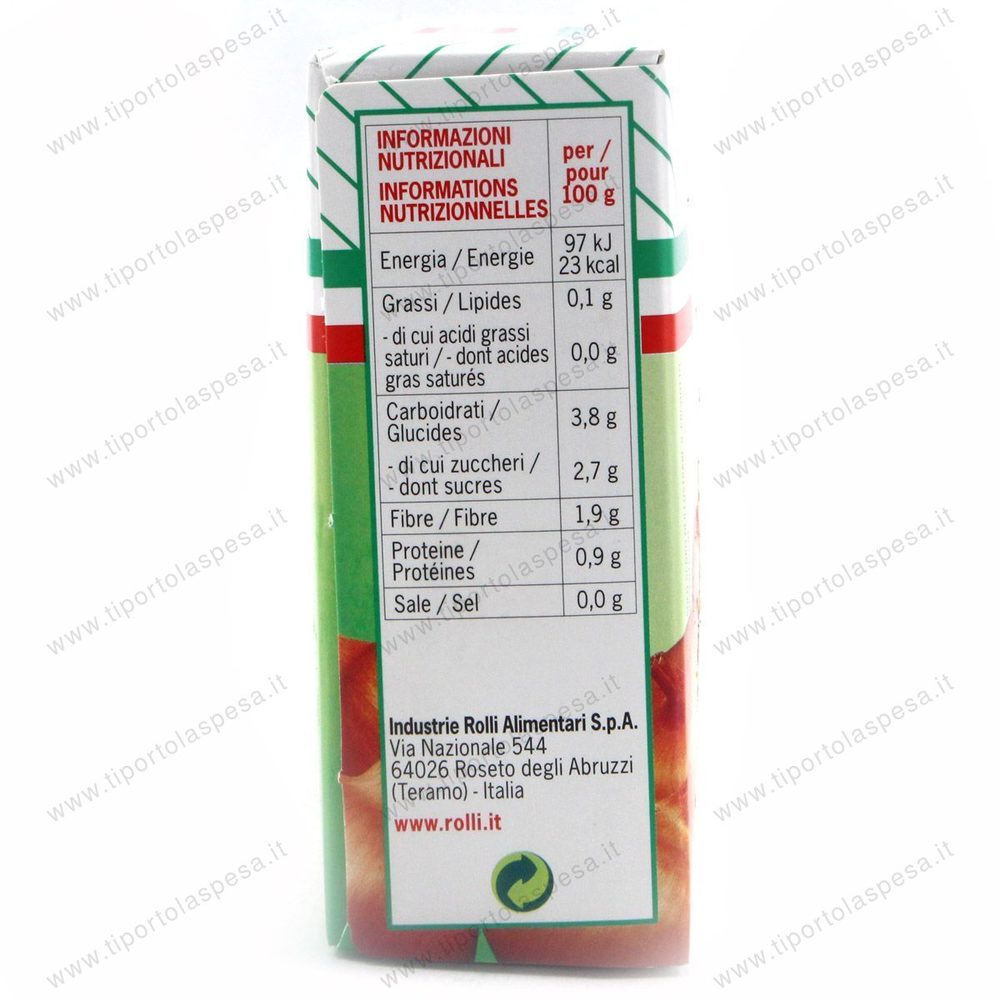 INFORMAZIONI
NUTRIZIONALI
INFORMATIONS
NUTRIZIONNELLES
per /
pour
100 g
Energia / Energie
97 kJ
23 kcal
Grassi / Lipides
0,1 g
- di cui acidi grassi
saturi / - dont acides
gras saturés
0,0 g
Carboidrati /
Glucides
3,8 g
- di cui zuccheri /
- dont sucres
2,7 g
Fibre / Fibre
1,9 g
Proteine /
Protéines
0,9 g
Sale / Sel
0,0 g
Industrie Rolli Alimentari S.p.A.
Via Nazionale 544
64026 Roseto degli Abruzzi
(Teramo) - Italia
www.rolli.it
www.tiportolaspesa.it